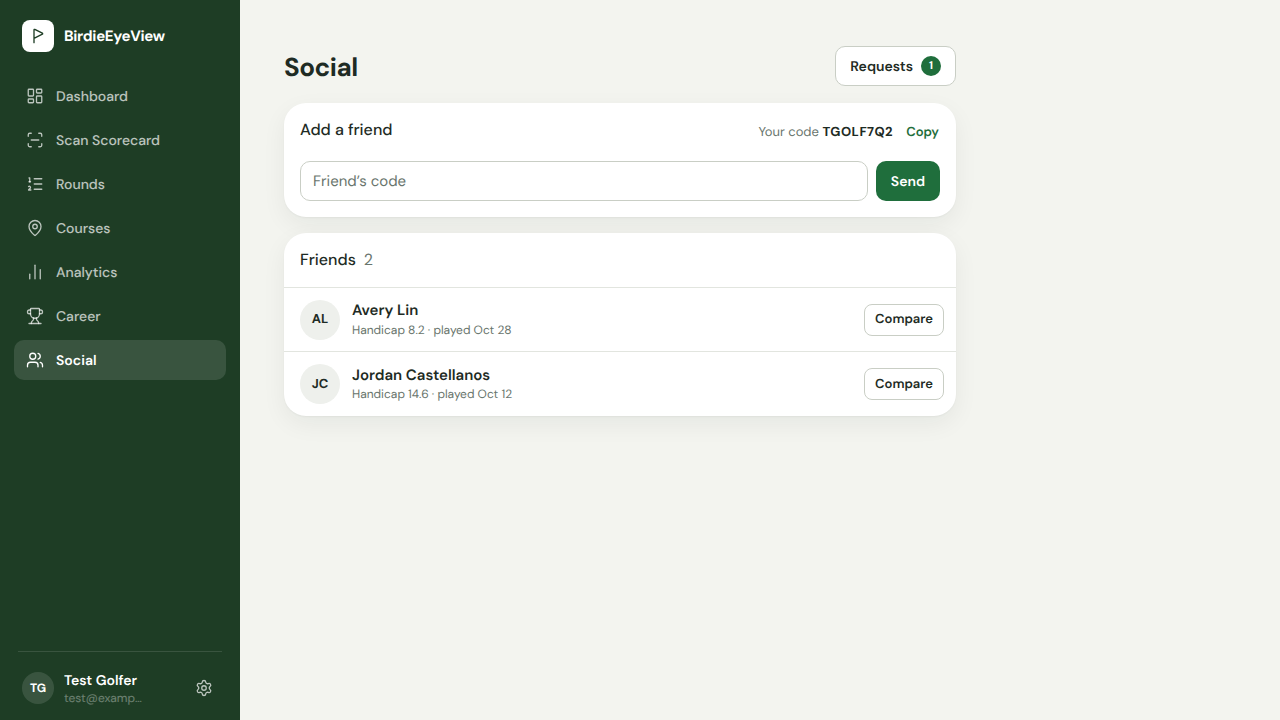 BirdieEyeView
Dashboard
Scan Scorecard
Rounds
Courses
Analytics
Career
Social
Test Golfer
TG
test@examp...
Social
Requests 1
Add a friend
Your code TGOLF7Q2 Copy
Friend's code
Send
Friends 2
AL
Avery Lin
Handicap 8.2 · played Oct 28
Compare
JC
Jordan Castellanos
Handicap 14.6 · played Oct 12
Compare